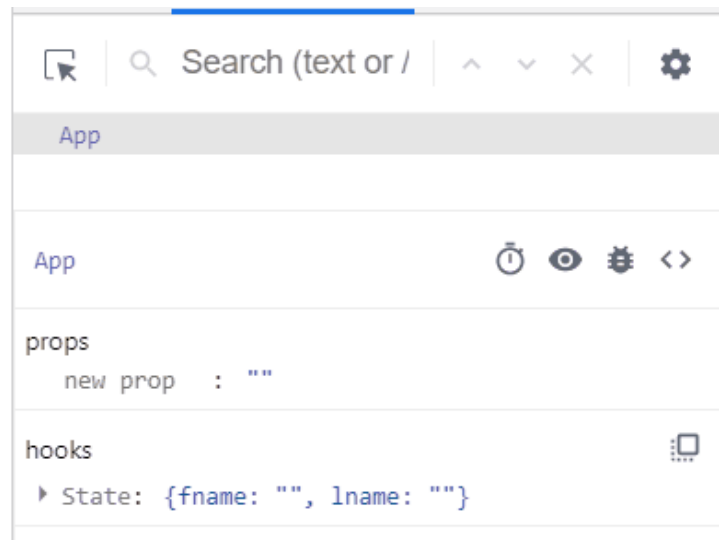 Search (text or /
App
App
props
new prop : ""
hooks
State: {fname: "", lname: ""}